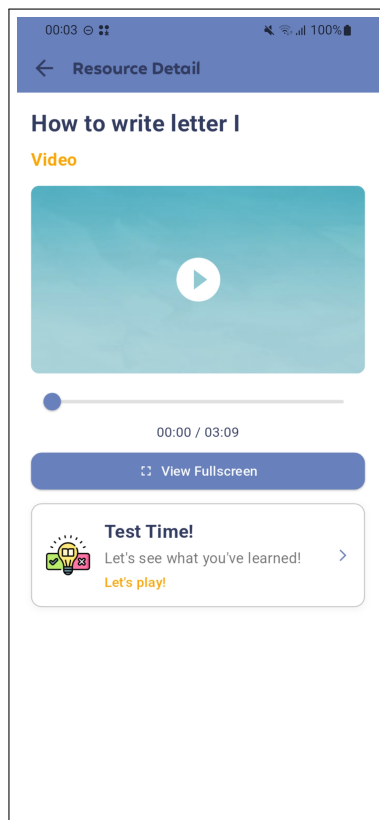 00:03 100%
Resource Detail
How to write letter I
Video
00:00 / 03:09
View Fullscreen
Test Time!
Let's see what you've learned!
Let's play!